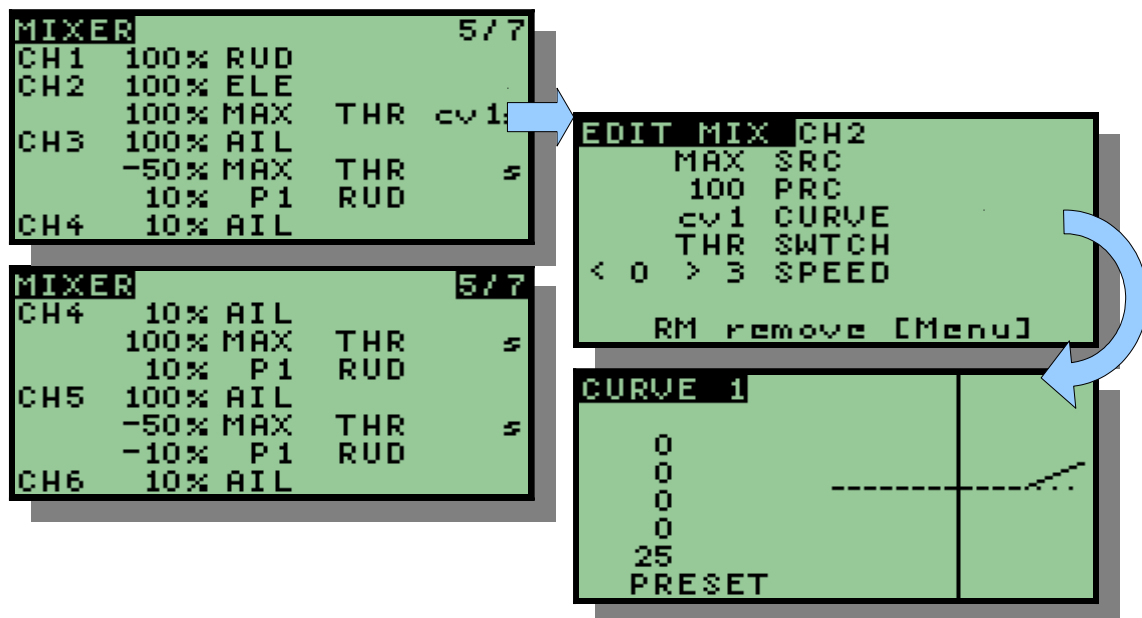 MIXER 5/7
CH1 100% RUD
CH2 100% ELE
100% MAX THR cv1s
CH3 100% AIL
-50% MAX THR s
10% P1 RUD
CH4 10% AIL
MIXER 5/7
CH4 10% AIL
100% MAX THR s
10% P1 RUD
CH5 100% AIL
-50% MAX THR s
-10% P1 RUD
CH6 10% AIL
EDIT MIX CH2
MAX SRC
100 PRC
cv1 CURVE
THR SWTCH
< 0 > 3 SPEED
RM remove [Menu]
CURVE 1
0
0
0
0
25
PRESET